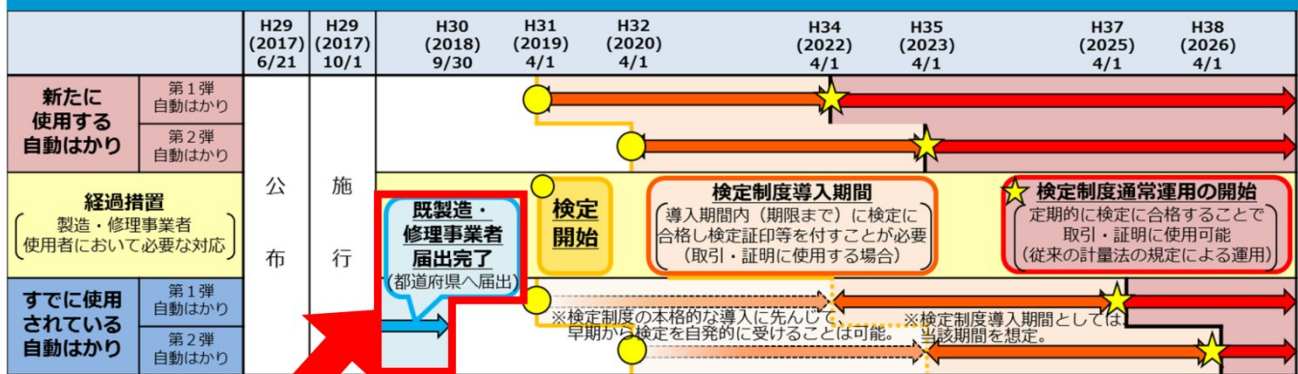 H29 H29 H30 H31 H32 H34 H35 H37 H38
(2017) (2017) (2018) (2019) (2020) (2022) (2023) (2025) (2026)
6/21 10/1 9/30 4/1 4/1 4/1 4/1 4/1 4/1
新たに
使用する
自動はかり
第1弾
自動はかり
第2弾
自動はかり
公布
施行
経過措置
製造・修理事業者
使用者において必要な対応
既製造・
修理事業者
届出完了
(都道府県へ届出)
検定
開始
検定制度導入期間
導入期間内（期限まで）に検定に
合格し検定証印等を付すことが必要
（取引・証明に使用する場合）
検定制度通常運用の開始
定期的に検定に合格することで
取引・証明に使用可能
（従来の計量法の規定による運用）
すでに使用
されている
自動はかり
第1弾
自動はかり
第2弾
自動はかり
※検定制度の本格的な導入に先んじて、
早期から検定を自発的に受けることは可能。
※検定制度導入期間としては、
当該期間を想定。